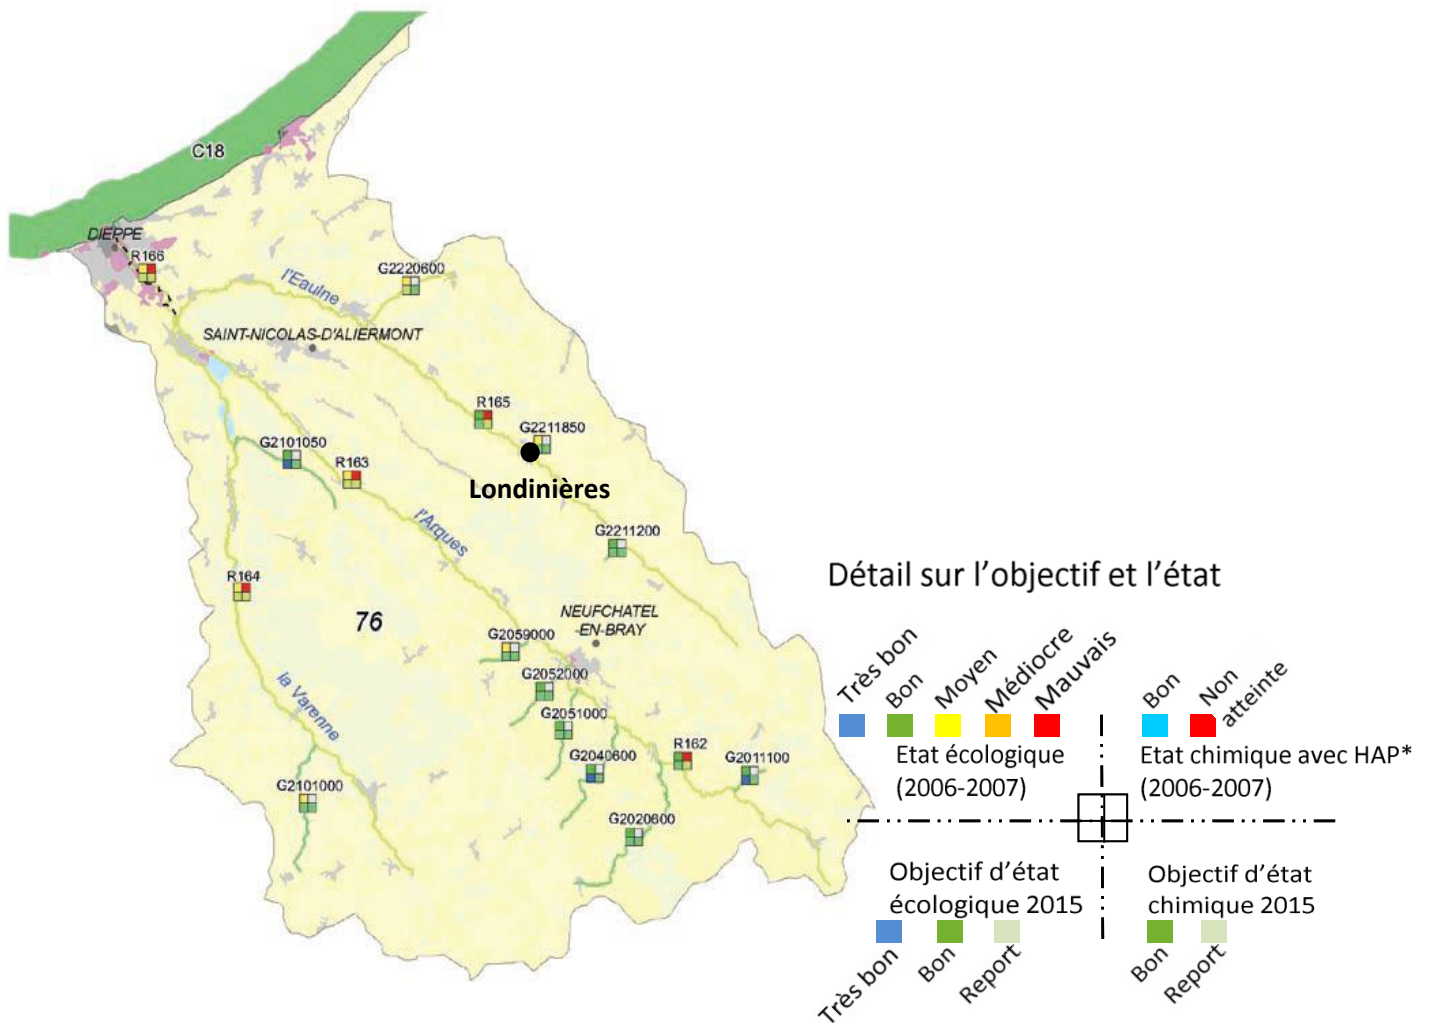 C18
DIEPPE
R166
l'Eaulne
G2220600
SAINT-NICOLAS-D'ALIERMONT
R165
G2211850
Londinières
G2101050
R163
l'Arques
G2211200
R164
76
NEUFCHATEL
-EN-BRAY
G2059000
G2052000
la Varenne
G2051000
G2040600
R162
G2011100
G2101000
G2020600
Détail sur l'objectif et l'état
Très bon
Bon
Moyen
Médiocre
Mauvais
Etat écologique
(2006-2007)
Bon
Non
atteinte
Etat chimique avec HAP*
(2006-2007)
Objectif d'état
écologique 2015
Très bon
Bon
Report
Objectif d'état
chimique 2015
Bon
Report